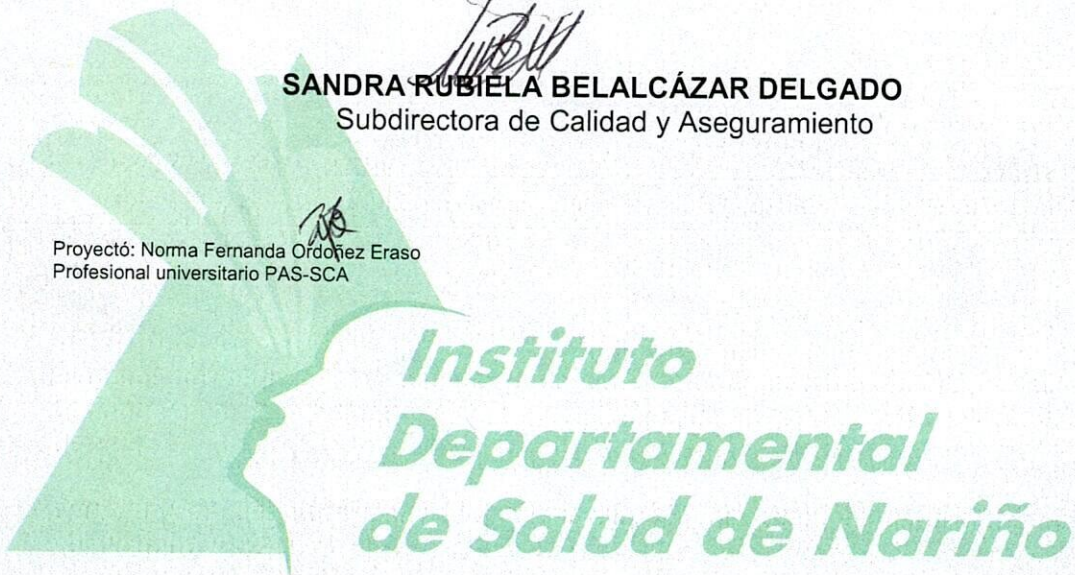 SANDRA RUBIELA BELALCÁZAR DELGADO
Subdirectora de Calidad y Aseguramiento
Proyectó: Norma Fernanda Ordoñez Eraso
Profesional universitario PAS-SCA
Instituto
Departamental
de Salud de Nariño